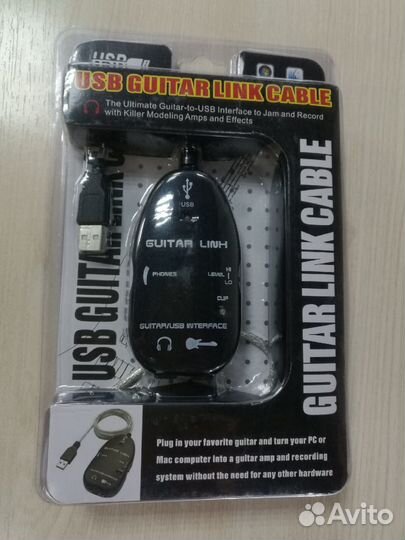 USB
USB GUITAR LINK CABLE
The Ultimate Guitar-to-USB Interface to Jam and Record
with Killer Modeling Amps and Effects
USB GUITAR
GUITAR LINK CABLE
USB
GUITAR LINK
PHONES
LEVEL
HI
LO
CLIP
GUITAR/USB INTERFACE
Plug in your favorite guitar and turn your PC or
Mac computer into a guitar amp and recording
system without the need for any other hardware
Avito